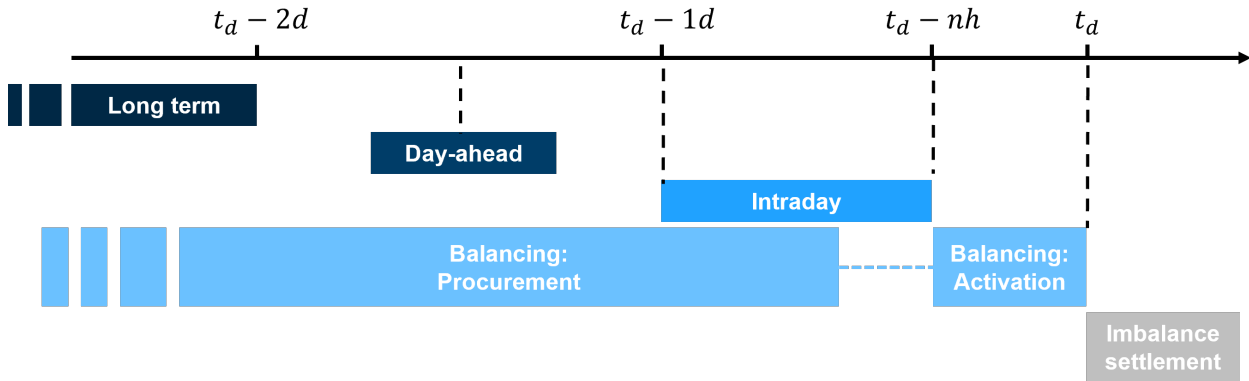 t_d − 2d
t_d − 1d
t_d − nh
t_d
Long term
Day-ahead
Intraday
Balancing:
Procurement
Balancing:
Activation
Imbalance
settlement